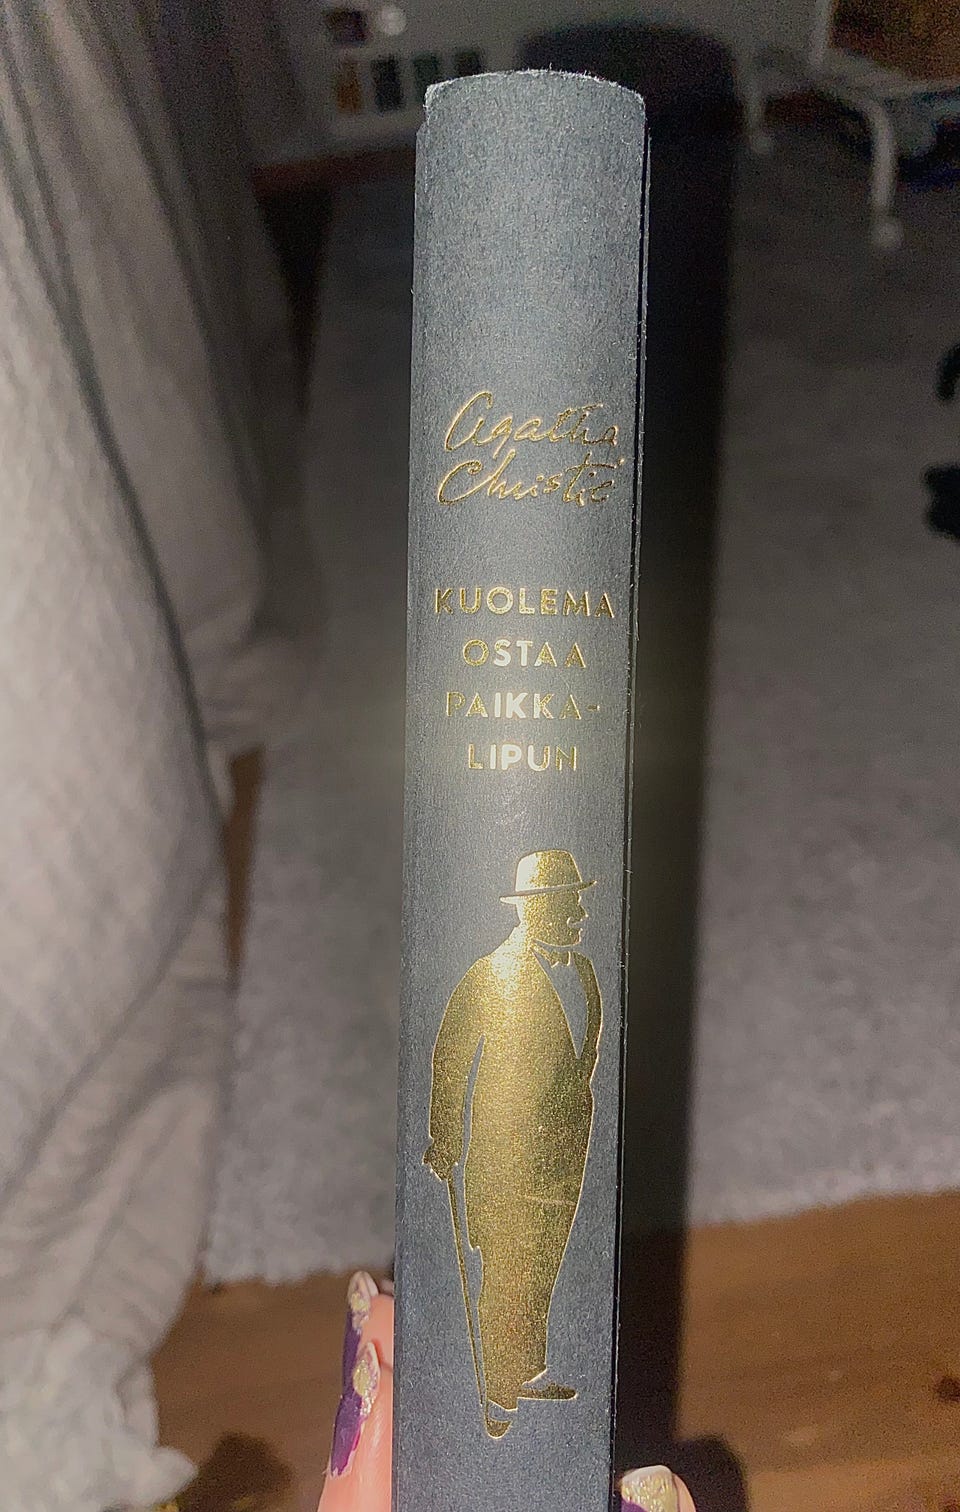 Agatha
Christie
KUOLEMA
OSTAA
PAIKKA-
LIPUN